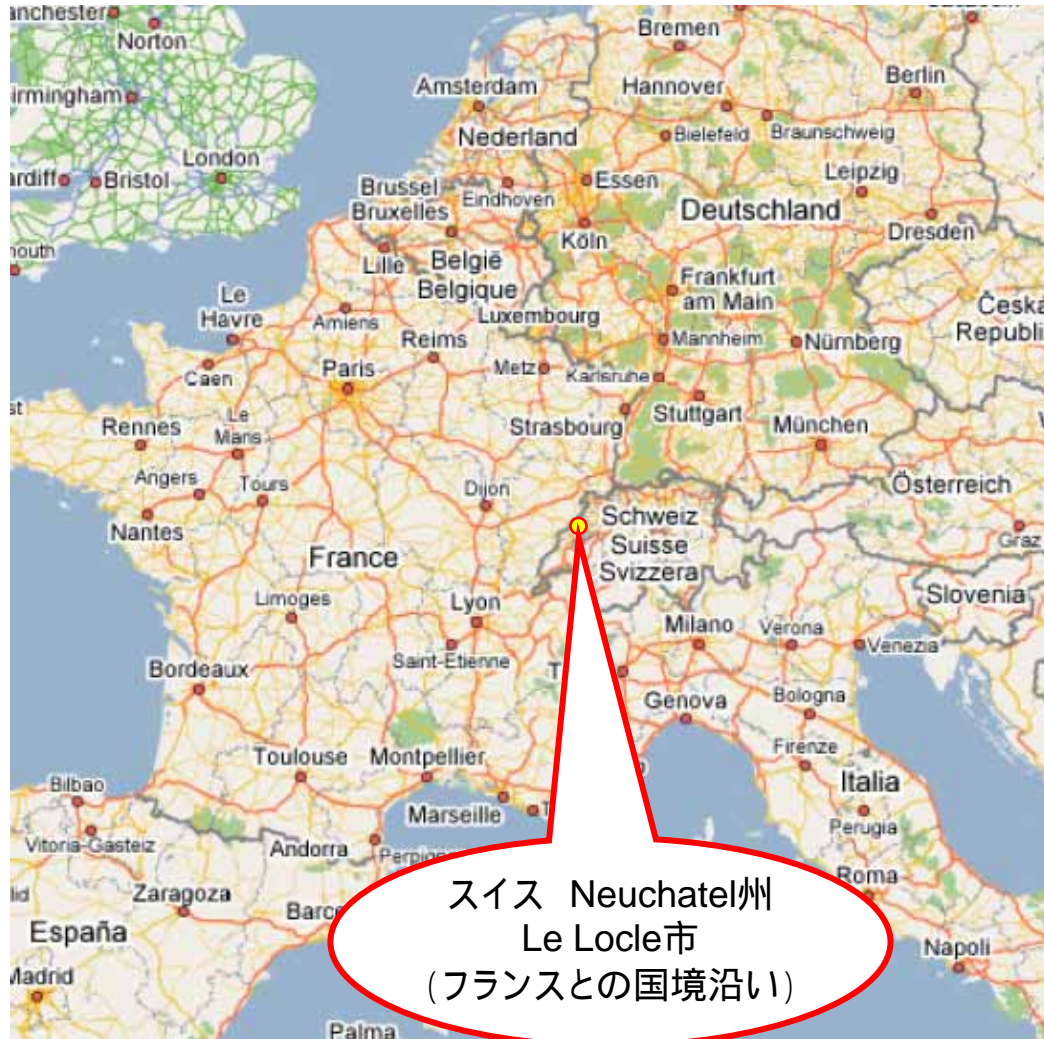 anchester
Norton
Bremen
irmingham
Amsterdam
Hannover
Berlin
Nederland
Bielefeld
Braunschweig
London
ardiff
Bristol
Brussel
Bruxelles
Eindhoven
Essen
Leipzig
Deutschland
Dresden
mouth
Köln
Lille
België
Belgique
Frankfurt
am Main
Le
Havre
Amiens
Luxembourg
Česká
Republi
Reims
Mannheim
Nürnberg
Caen
Paris
Metz
Karlsruhe
st
Rennes
Le
Mans
Strasbourg
Stuttgart
München
Angers
Tours
Dijon
Österreich
Nantes
Schweiz
Suisse
Svizzera
Graz
France
Limoges
Lyon
Slovenia
Milano
Verona
Venezia
Saint-Etienne
T
Bordeaux
Genova
Bologna
Toulouse
Montpellier
Firenze
Italia
Bilbao
Marseille
T
Perugia
Vitoria-Gasteiz
Andorra
Perpig
Roma
lid
Zaragoza
Barce
España
Napoli
Madrid
Palma
スイス Neuchatel州
Le Locle市
(フランスとの国境沿い)